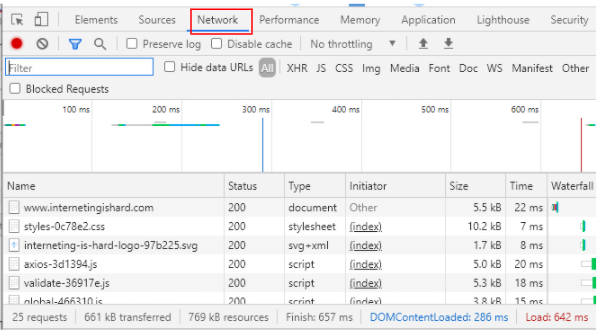 Elements Sources Network Performance Memory Application Lighthouse Security
Preserve log Disable cache No throttling
Filter Hide data URLs All XHR JS CSS Img Media Font Doc WS Manifest Other
Blocked Requests
100 ms 200 ms 300 ms 400 ms 500 ms 600 ms
Name Status Type Initiator Size Time Waterfall
www.internetingishard.com 200 document Other 5.5 kB 22 ms
styles-0c78e2.css 200 stylesheet (index) 10.2 kB 7 ms
interneting-is-hard-logo-97b225.svg 200 svg+xml (index) 1.7 kB 8 ms
axios-3d1394.js 200 script (index) 5.0 kB 20 ms
validate-36917e.js 200 script (index) 5.3 kB 18 ms
global-466310.js 200 script (index) 3.8 kB 15 ms
25 requests 661 kB transferred 769 kB resources Finish: 657 ms DOMContentLoaded: 286 ms Load: 642 ms